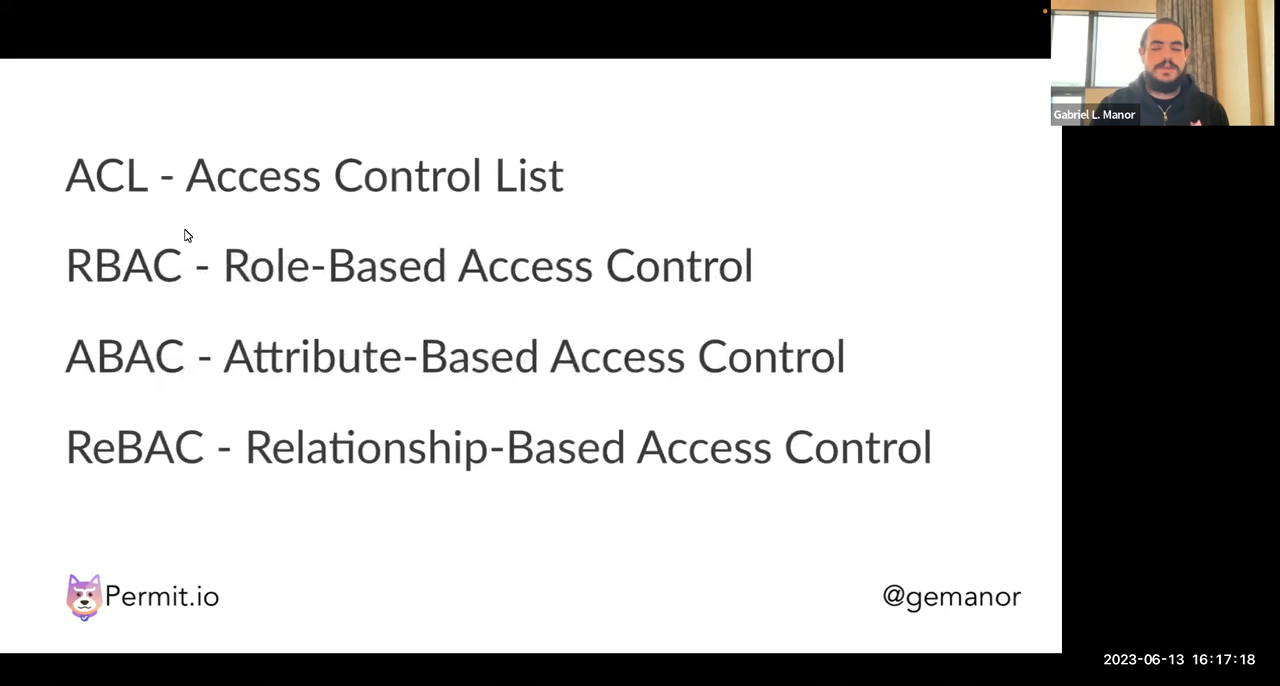 Gabriel L. Manor
ACL - Access Control List
RBAC - Role-Based Access Control
ABAC - Attribute-Based Access Control
ReBAC - Relationship-Based Access Control
Permit.io
@gemanor
2023-06-13 16:17:18